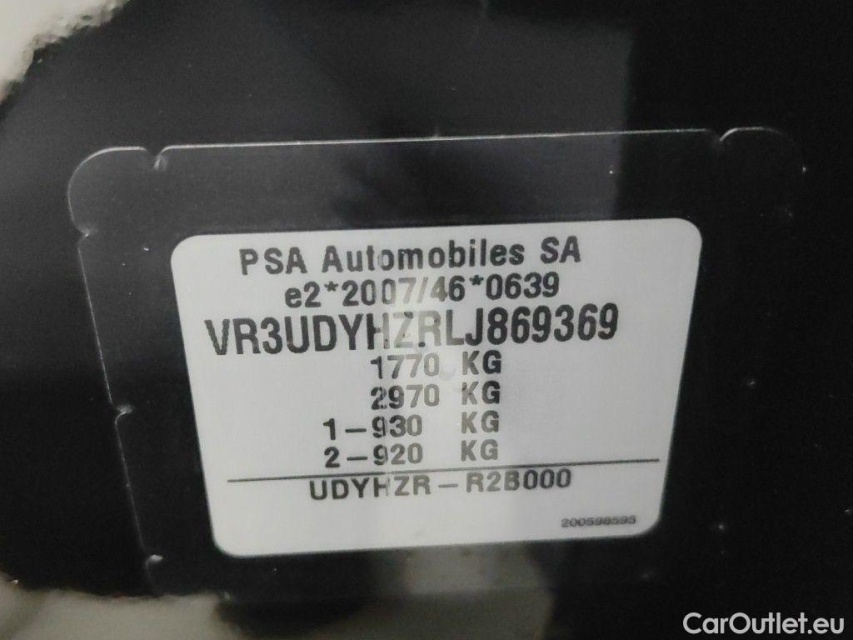 PSA Automobiles SA
e2*2007/46*0639
VR3UDYHZRLJ869369
1770 KG
2970 KG
1-930 KG
2-920 KG
UDYHZR-R2B000
200598595
CarOutlet.eu